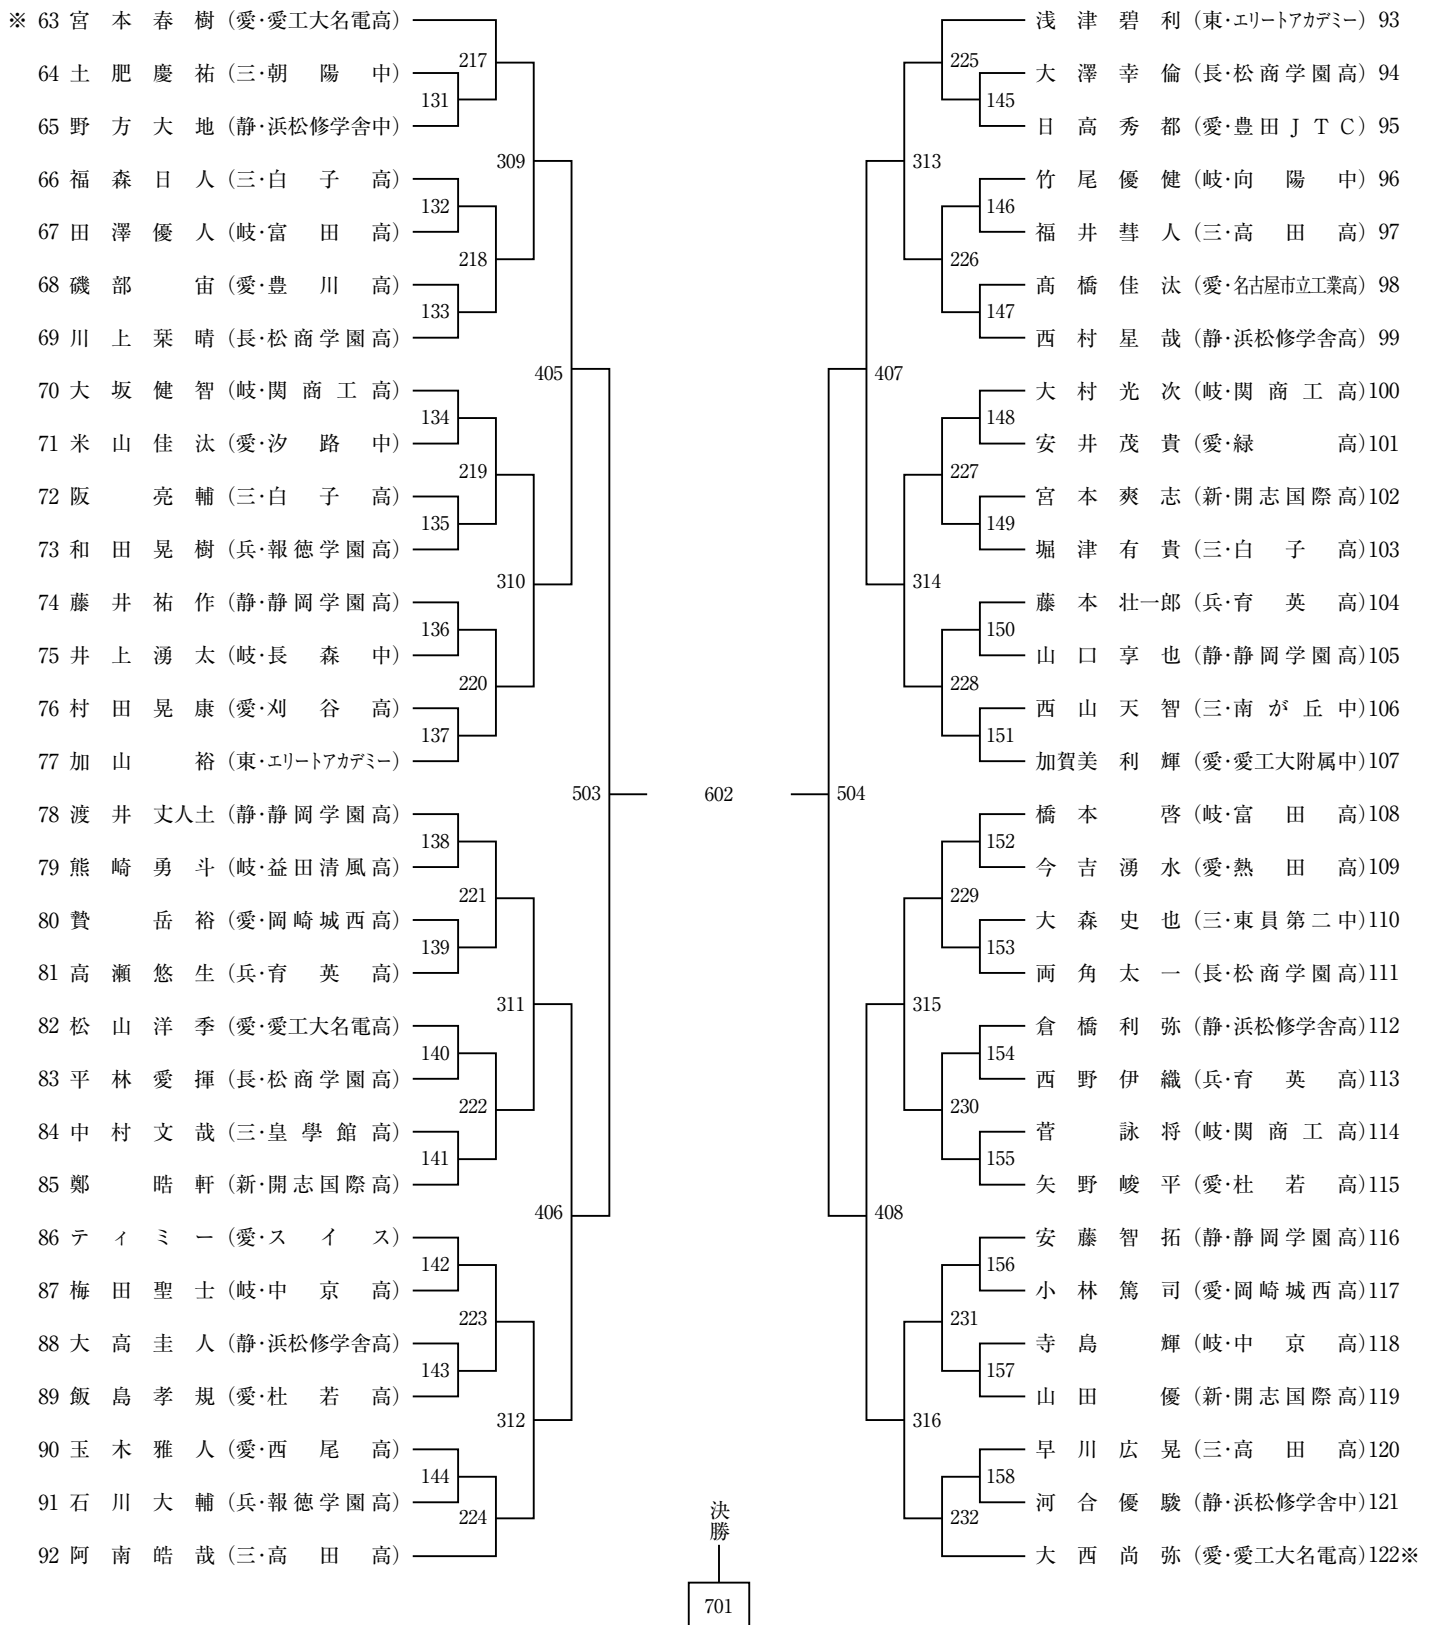 ※ 63 宮本春樹 (愛・愛工大名電高)
64 土肥慶祐 (三・朝陽中)
65 野方大地 (静・浜松修学舎中)
66 福森日人 (三・白子高)
67 田澤優人 (岐・富田高)
68 磯部宙 (愛・豊川高)
69 川上栞晴 (長・松商学園高)
70 大坂健智 (岐・関商工高)
71 米山佳汰 (愛・汐路中)
72 阪亮輔 (三・白子高)
73 和田晃樹 (兵・報徳学園高)
74 藤井祐作 (静・静岡学園高)
75 井上湧太 (岐・長森中)
76 村田晃康 (愛・刈谷高)
77 加山裕 (東・エリートアカデミー)
78 渡井丈人士 (静・静岡学園高)
79 熊崎勇斗 (岐・益田清風高)
80 贄岳裕 (愛・岡崎城西高)
81 高瀬悠生 (兵・育英高)
82 松山洋季 (愛・愛工大名電高)
83 平林愛揮 (長・松商学園高)
84 中村文哉 (三・皇學館高)
85 鄭晧軒 (新・開志国際高)
86 ティミー (愛・スイス)
87 梅田聖士 (岐・中京高)
88 大高圭人 (静・浜松修学舎高)
89 飯島孝規 (愛・杜若高)
90 玉木雅人 (愛・西尾高)
91 石川大輔 (兵・報徳学園高)
92 阿南皓哉 (三・高田高)
131
132
133
134
135
136
137
138
139
140
141
142
143
144
217
218
219
220
221
222
223
224
309
310
311
312
405
406
503
602
504
407
408
313
314
315
316
225
226
227
228
229
230
231
232
145
146
147
148
149
150
151
152
153
154
155
156
157
158
浅津碧利 (東・エリートアカデミー) 93
大澤幸倫 (長・松商学園高) 94
日高秀都 (愛・豊田JTC) 95
竹尾優健 (岐・向陽中) 96
福井彗人 (三・高田高) 97
髙橋佳汰 (愛・名古屋市立工業高) 98
西村星哉 (静・浜松修学舎高) 99
大村光次 (岐・関商工高) 100
安井茂貴 (愛・緑高) 101
宮本爽志 (新・開志国際高) 102
堀津有貴 (三・白子高) 103
藤本壮一郎 (兵・育英高) 104
山口享也 (静・静岡学園高) 105
西山天智 (三・南が丘中) 106
加賀美利輝 (愛・愛工大附属中) 107
橋本啓 (岐・富田高) 108
今吉湧水 (愛・熱田高) 109
大森史也 (三・東員第二中) 110
両角太一 (長・松商学園高) 111
倉橋利弥 (静・浜松修学舎高) 112
西野伊織 (兵・育英高) 113
菅詠将 (岐・関商工高) 114
矢野峻平 (愛・杜若高) 115
安藤智拓 (静・静岡学園高) 116
小林篤司 (愛・岡崎城西高) 117
寺島輝 (岐・中京高) 118
山田優 (新・開志国際高) 119
早川広晃 (三・高田高) 120
河合優駿 (静・浜松修学舎中) 121
大西尚弥 (愛・愛工大名電高) 122※
決勝
701